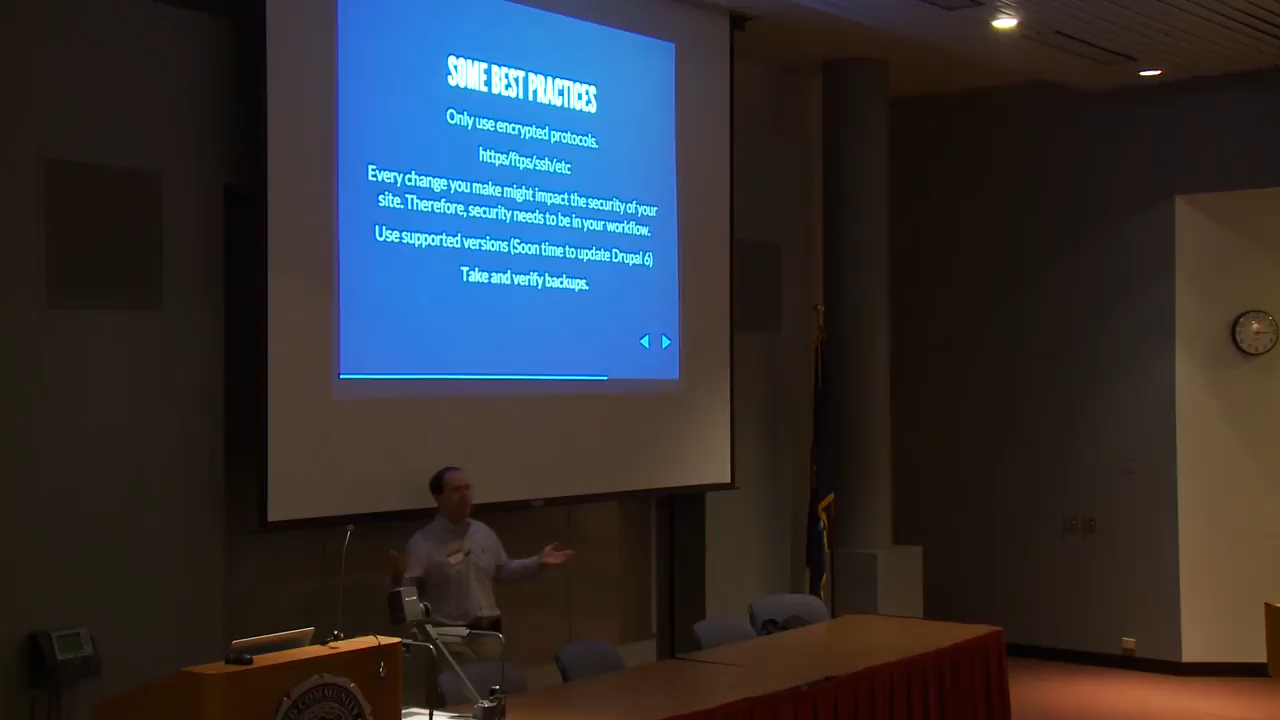 SOME BEST PRACTICES
Only use encrypted protocols.
https/ftps/ssh/etc
Every change you make might impact the security of your
site. Therefore, security needs to be in your workflow.
Use supported versions (Soon time to update Drupal 6)
Take and verify backups.
COMMUNITY